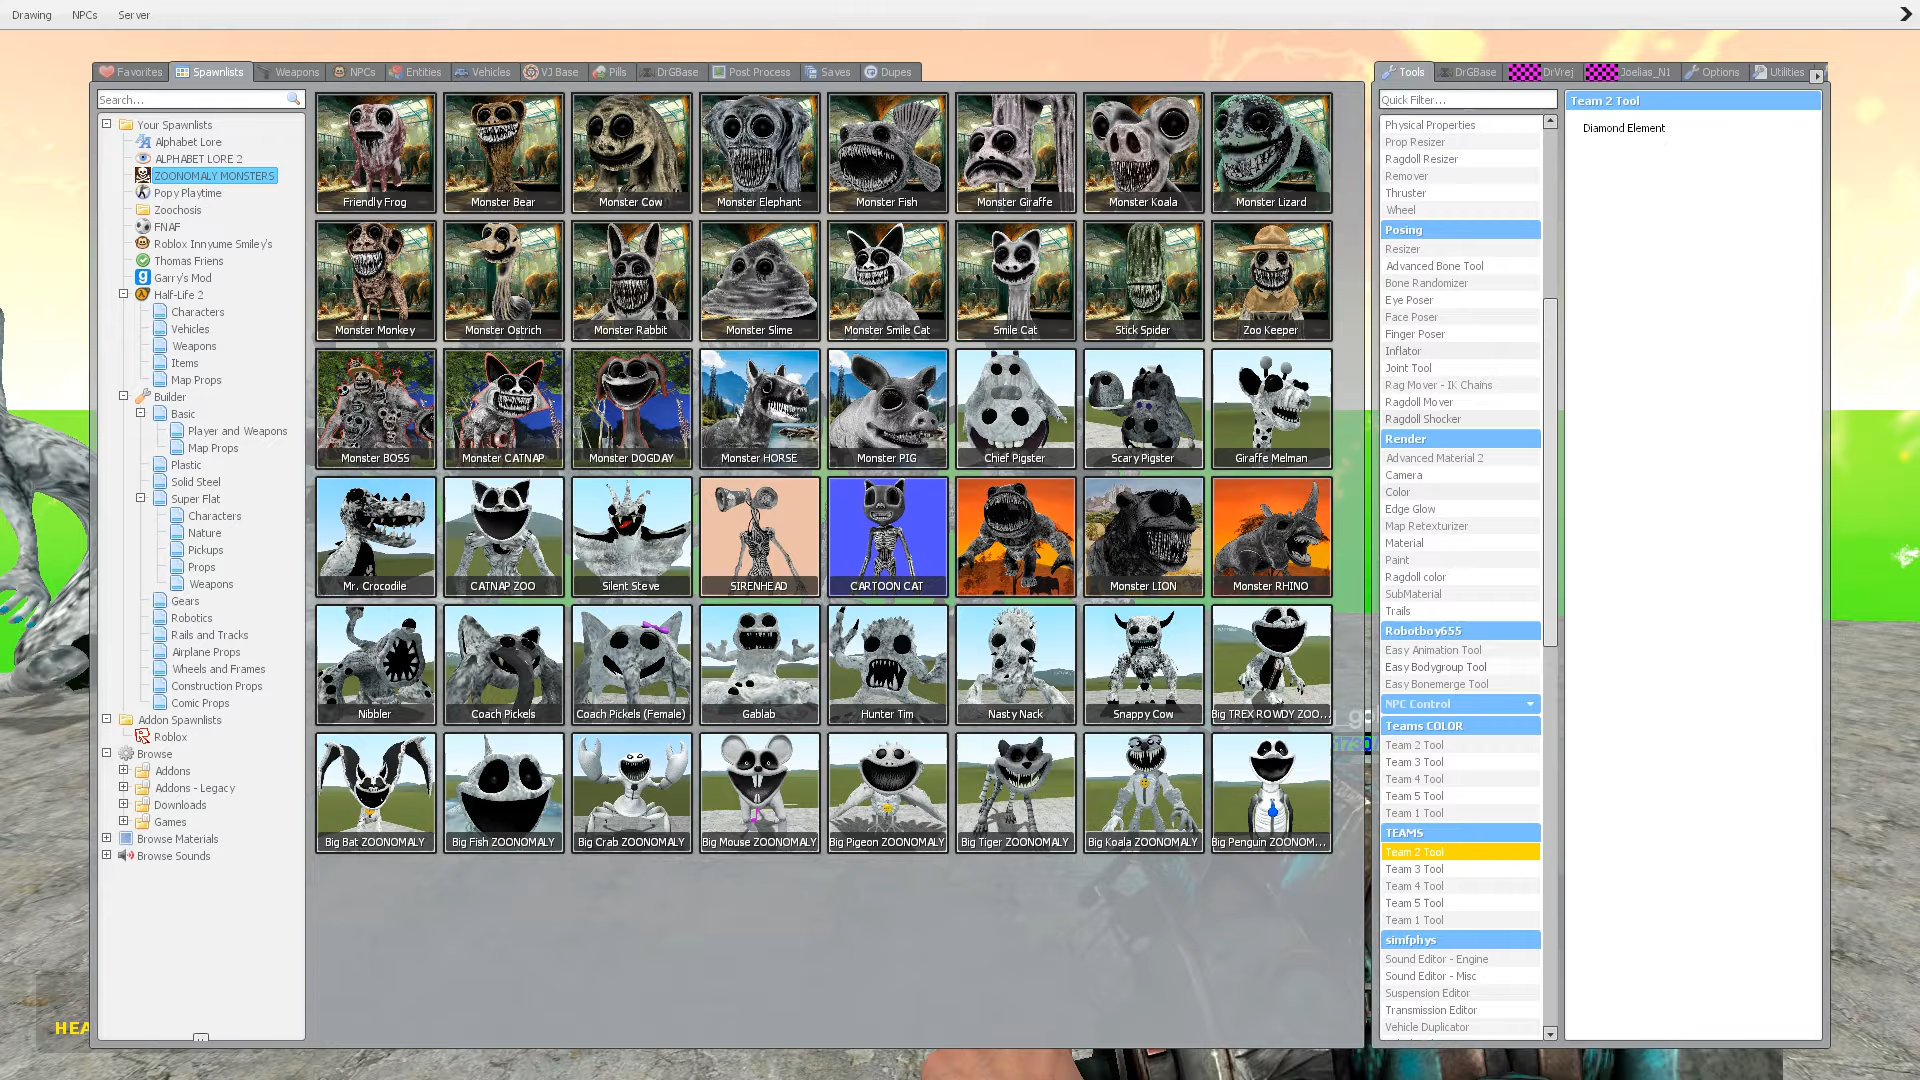 Drawing NPCs Server
Favorites Spawnlists Weapons NPCs Entities Vehicles VJ Base Pills DrGBase Post Process Saves Dupes
Search...
Your Spawnlists
Alphabet Lore
ALPHABET LORE 2
ZOONOMALY MONSTERS
Popy Playtime
Zoochosis
FNAF
Roblox Innyume Smiley's
Thomas Friens
Garry's Mod
Half-Life 2
Characters
Vehicles
Weapons
Items
Map Props
Builder
Basic
Player and Weapons
Map Props
Plastic
Solid Steel
Super Flat
Characters
Nature
Pickups
Props
Weapons
Gears
Robotics
Rails and Tracks
Airplane Props
Wheels and Frames
Construction Props
Comic Props
Addon Spawnlists
Roblox
Browse
Addons
Addons - Legacy
Downloads
Games
Browse Materials
Browse Sounds
HEA
Friendly Frog Monster Bear Monster Cow Monster Elephant Monster Fish Monster Giraffe Monster Koala Monster Lizard
Monster Monkey Monster Ostrich Monster Rabbit Monster Slime Monster Smile Cat Smile Cat Stick Spider Zoo Keeper
Monster BOSS Monster CATNAP Monster DOGDAY Monster HORSE Monster PIG Chief Pigster Scary Pigster Giraffe Melman
Mr. Crocodile CATNAP ZOO Silent Steve SIRENHEAD CARTOON CAT Monster LION Monster RHINO
Nibbler Coach Pickels Coach Pickels (Female) Gablab Hunter Tim Nasty Nack Snappy Cow Big TREX ROWDY ZOO...
Big Bat ZOONOMALY Big Fish ZOONOMALY Big Crab ZOONOMALY Big Mouse ZOONOMALY Big Pigeon ZOONOMALY Big Tiger ZOONOMALY Big Koala ZOONOMALY Big Penguin ZOONOM...
Tools DrGBase DrVrej Joelias_N1 Options Utilities
Quick Filter...
Physical Properties
Prop Resizer
Ragdoll Resizer
Remover
Thruster
Wheel
Posing
Resizer
Advanced Bone Tool
Bone Randomizer
Eye Poser
Face Poser
Finger Poser
Inflator
Joint Tool
Rag Mover - IK Chains
Ragdoll Mover
Ragdoll Shocker
Render
Advanced Material 2
Camera
Color
Edge Glow
Map Retexturizer
Material
Paint
Ragdoll color
SubMaterial
Trails
Robotboy655
Easy Animation Tool
Easy Bodygroup Tool
Easy Bonemerge Tool
NPC Control
Teams COLOR
Team 2 Tool
Team 3 Tool
Team 4 Tool
Team 5 Tool
Team 1 Tool
TEAMS
Team 2 Tool
Team 3 Tool
Team 4 Tool
Team 5 Tool
Team 1 Tool
simfphys
Sound Editor - Engine
Sound Editor - Misc
Suspension Editor
Transmission Editor
Vehicle Duplicator
Team 2 Tool
Diamond Element